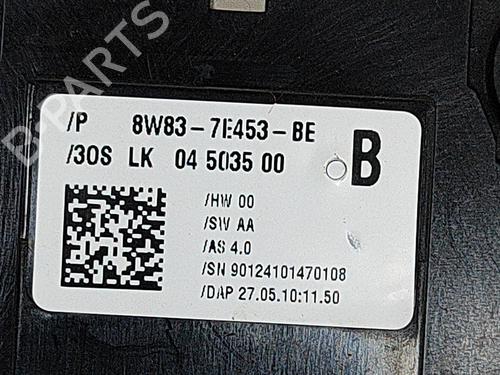 /P 8W83-7E453-BE
/3OS LK 04 5035 00
B
/HW 00
/SW AA
/AS 4.0
/SN 90124101470108
/DAP 27.05.10:11.50
B-PARTS